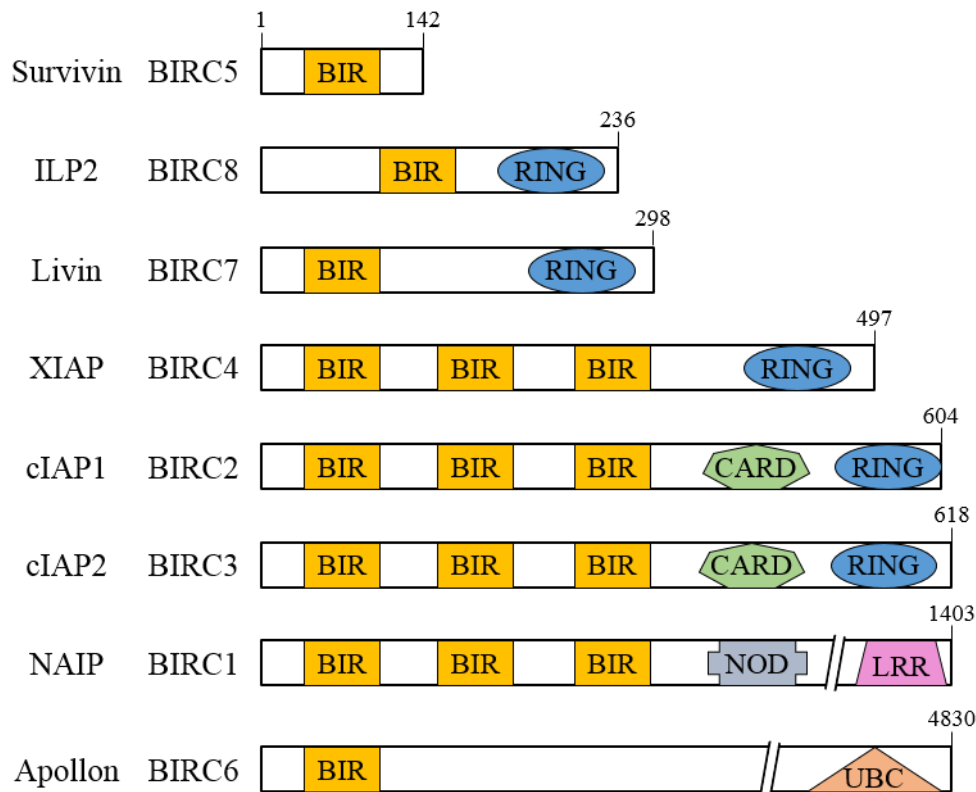 1 142
Survivin BIRC5 BIR
236
ILP2 BIRC8 BIR RING
298
Livin BIRC7 BIR RING
497
XIAP BIRC4 BIR BIR BIR RING
604
cIAP1 BIRC2 BIR BIR BIR CARD RING
618
cIAP2 BIRC3 BIR BIR BIR CARD RING
1403
NAIP BIRC1 BIR BIR BIR NOD LRR
4830
Apollon BIRC6 BIR UBC